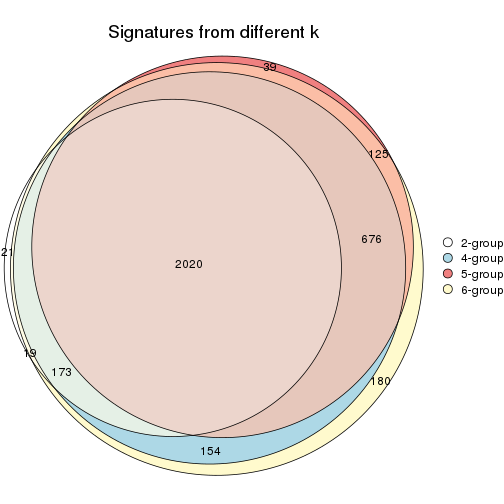 Signatures from different k
39
125
676
21
2020
2-group
4-group
5-group
6-group
19
173
180
154